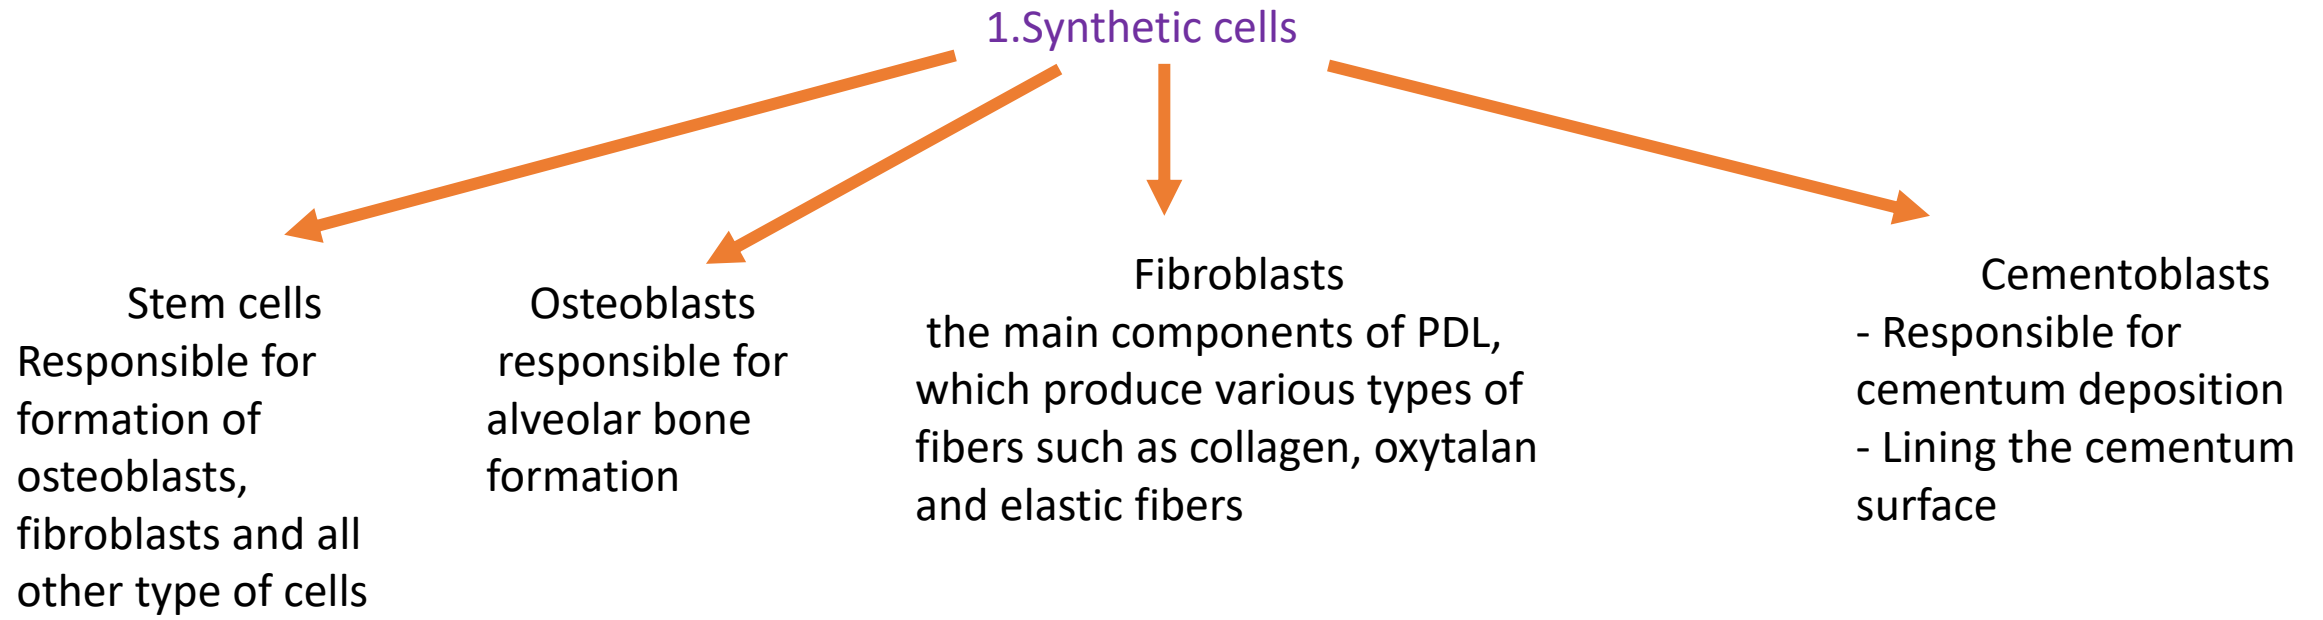 1.Synthetic cells
Stem cells
Responsible for
formation of
osteoblasts,
fibroblasts and all
other type of cells
Osteoblasts
responsible for
alveolar bone
formation
Fibroblasts
the main components of PDL,
which produce various types of
fibers such as collagen, oxytalan
and elastic fibers
Cementoblasts
- Responsible for
cementum deposition
- Lining the cementum
surface